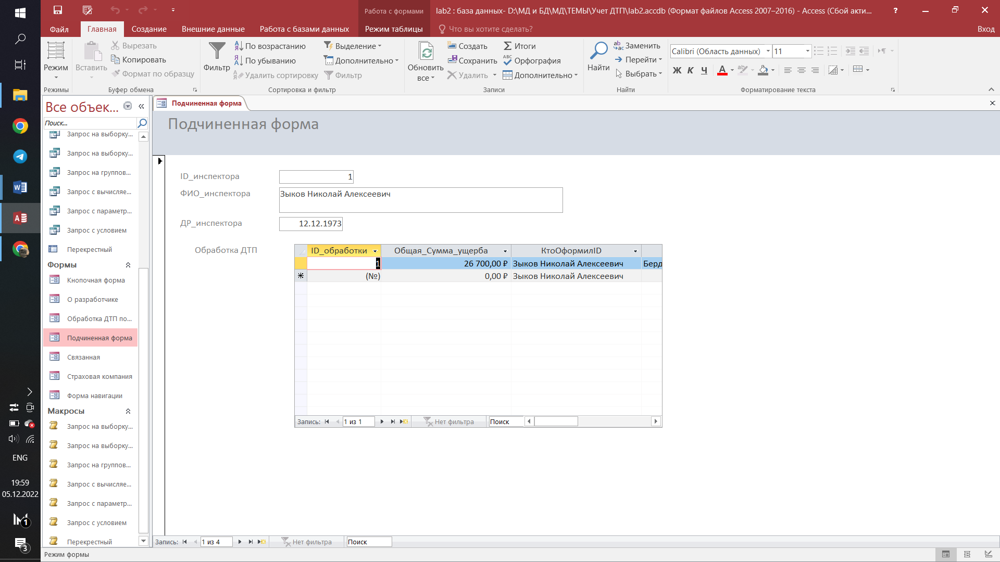 Работа с формами
lab2 : база данных- D:\МД и БД\МД\ТЕМЫ\Учет ДТП\lab2.accdb (Формат файлов Access 2007–2016) - Access (Сбой акти...
?
Файл
Главная
Создание
Внешние данные
Работа с базами данных
Режим таблицы
Что вы хотите сделать?
Вход
Режим
Режимы
Вставить
Вырезать
Копировать
Формат по образцу
Буфер обмена
Фильтр
По возрастанию
По убыванию
Удалить сортировку
Выделение
Дополнительно
Фильтр
Сортировка и фильтр
Обновить
все
Создать
Сохранить
Удалить
Итоги
Орфография
Дополнительно
Записи
Найти
Заменить
Перейти
Выбрать
Найти
Calibri (Область данных)
11
Ж К Ч
Форматирование текста
Все объек...
Поиск...
Запрос на выборку...
Запрос на выборку...
Запрос на группов...
Запрос с вычисляе...
Запрос с параметр...
Запрос с условием
Перекрестный
Формы
Кнопочная форма
О разработчике
Обработка ДТП по...
Подчиненная форма
Связанная
Страховая компания
Форма навигации
Макросы
Запрос на выборку...
Запрос на выборку...
Запрос на группов...
Запрос с вычисляе...
Запрос с параметр...
Запрос с условием
Перекрестный
Подчиненная форма
Подчиненная форма
ID_инспектора
1
ФИО_инспектора
Зыков Николай Алексеевич
ДР_инспектора
12.12.1973
Обработка ДТП
ID_обработки
Общая_Сумма_ущерба
КтоОформилID
1
26 700,00 ₽
Зыков Николай Алексеевич
Берд
(№)
0,00 ₽
Зыков Николай Алексеевич
Запись:
1 из 1
Нет фильтра
Поиск
Запись:
1 из 4
Нет фильтра
Поиск
Режим формы
ENG
19:59
05.12.2022
1
3